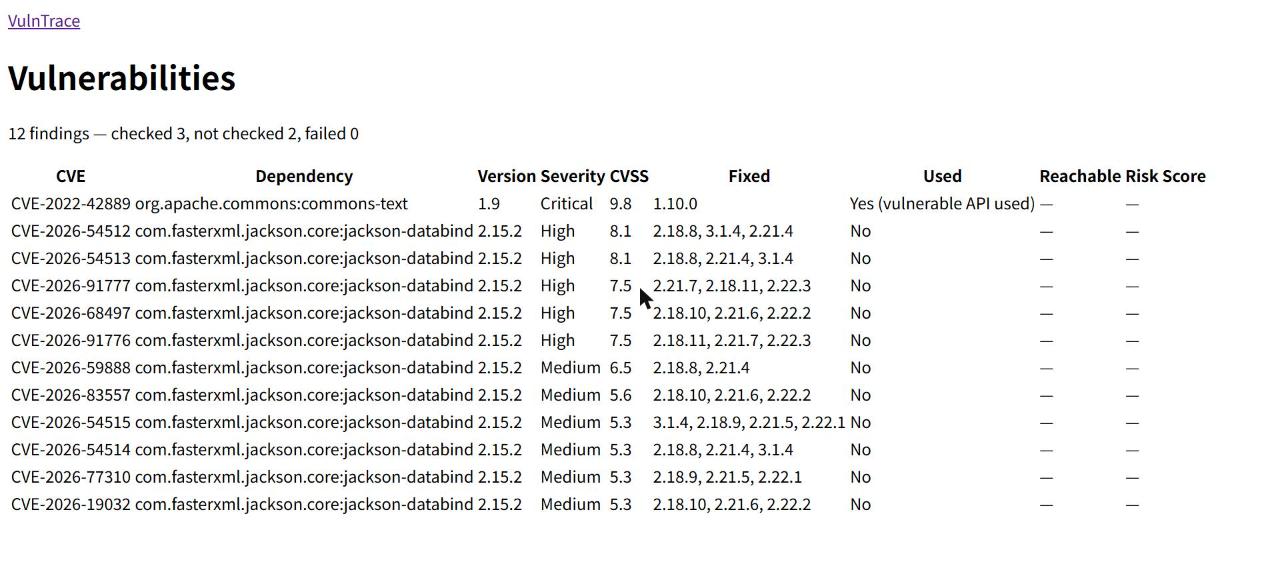 VulnTrace
Vulnerabilities
12 findings — checked 3, not checked 2, failed 0
CVE Dependency Version Severity CVSS Fixed Used Reachable Risk Score
CVE-2022-42889 org.apache.commons:commons-text 1.9 Critical 9.8 1.10.0 Yes (vulnerable API used) — —
CVE-2026-54512 com.fasterxml.jackson.core:jackson-databind 2.15.2 High 8.1 2.18.8, 3.1.4, 2.21.4 No — —
CVE-2026-54513 com.fasterxml.jackson.core:jackson-databind 2.15.2 High 8.1 2.18.8, 2.21.4, 3.1.4 No — —
CVE-2026-91777 com.fasterxml.jackson.core:jackson-databind 2.15.2 High 7.5 2.21.7, 2.18.11, 2.22.3 No — —
CVE-2026-68497 com.fasterxml.jackson.core:jackson-databind 2.15.2 High 7.5 2.18.10, 2.21.6, 2.22.2 No — —
CVE-2026-91776 com.fasterxml.jackson.core:jackson-databind 2.15.2 High 7.5 2.18.11, 2.21.7, 2.22.3 No — —
CVE-2026-59888 com.fasterxml.jackson.core:jackson-databind 2.15.2 Medium 6.5 2.18.8, 2.21.4 No — —
CVE-2026-83557 com.fasterxml.jackson.core:jackson-databind 2.15.2 Medium 5.6 2.18.10, 2.21.6, 2.22.2 No — —
CVE-2026-54515 com.fasterxml.jackson.core:jackson-databind 2.15.2 Medium 5.3 3.1.4, 2.18.9, 2.21.5, 2.22.1 No — —
CVE-2026-54514 com.fasterxml.jackson.core:jackson-databind 2.15.2 Medium 5.3 2.18.8, 2.21.4, 3.1.4 No — —
CVE-2026-77310 com.fasterxml.jackson.core:jackson-databind 2.15.2 Medium 5.3 2.18.9, 2.21.5, 2.22.1 No — —
CVE-2026-19032 com.fasterxml.jackson.core:jackson-databind 2.15.2 Medium 5.3 2.18.10, 2.21.6, 2.22.2 No — —